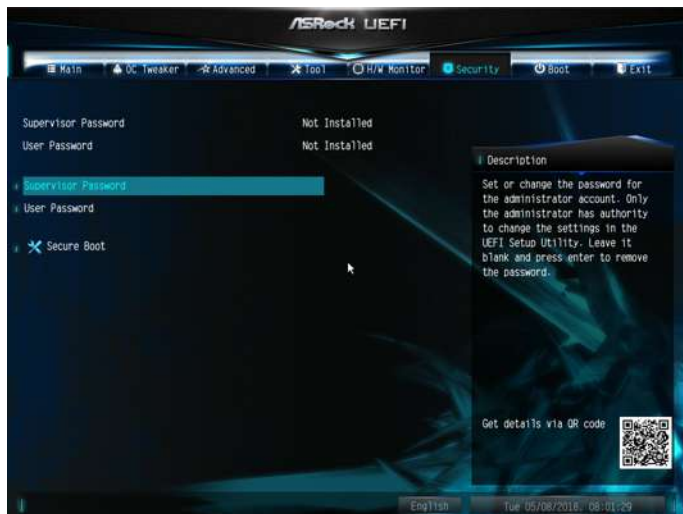 ASRock UEFI
Main OC Tweaker Advanced Tool H/W Monitor Security Boot Exit
Supervisor Password Not Installed
User Password Not Installed
Supervisor Password
User Password
Secure Boot
Description
Set or change the password for
the administrator account. Only
the administrator has authority
to change the settings in the
UEFI Setup Utility. Leave it
blank and press enter to remove
the password.
Get details via QR code
English Tue 05/08/2018. 08:01:29